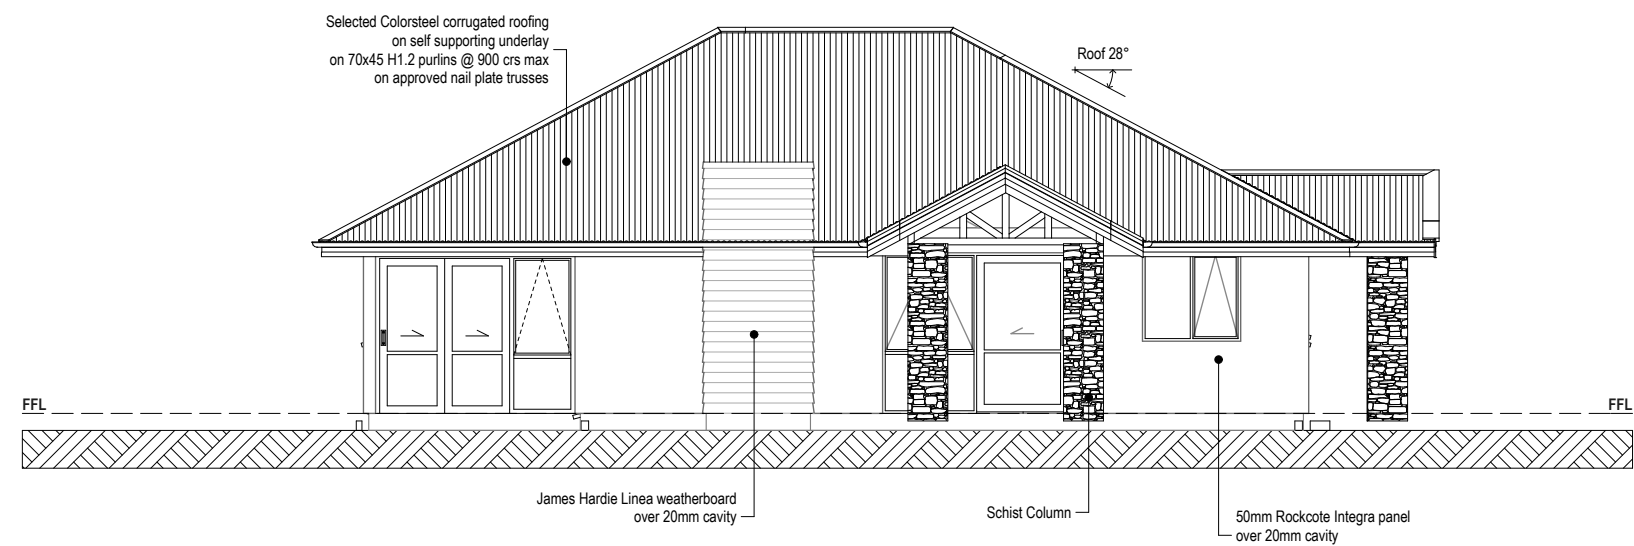 Selected Colorsteel corrugated roofing
on self supporting underlay
on 70x45 H1.2 purlins @ 900 crs max
on approved nail plate trusses
Roof 28°
FFL
FFL
James Hardie Linea weatherboard
over 20mm cavity
Schist Column
50mm Rockcote Integra panel
over 20mm cavity